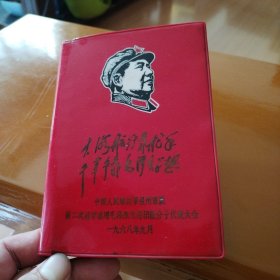 大海航行靠舵手
干革命靠毛泽东思想
中国人民解放军
第二次活学活用毛泽东思想积极分子代表大会
一九六八年九月